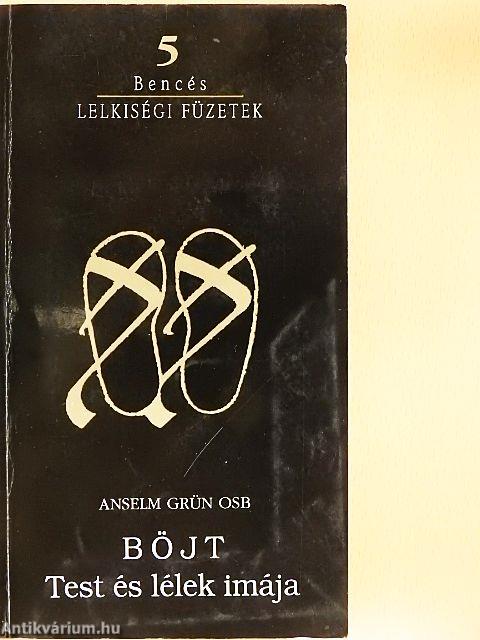 5
Bencés
LELKISÉGI FÜZETEK
ANSELM GRÜN OSB
BÖJT
Test és lélek imája
Antikvárium.hu